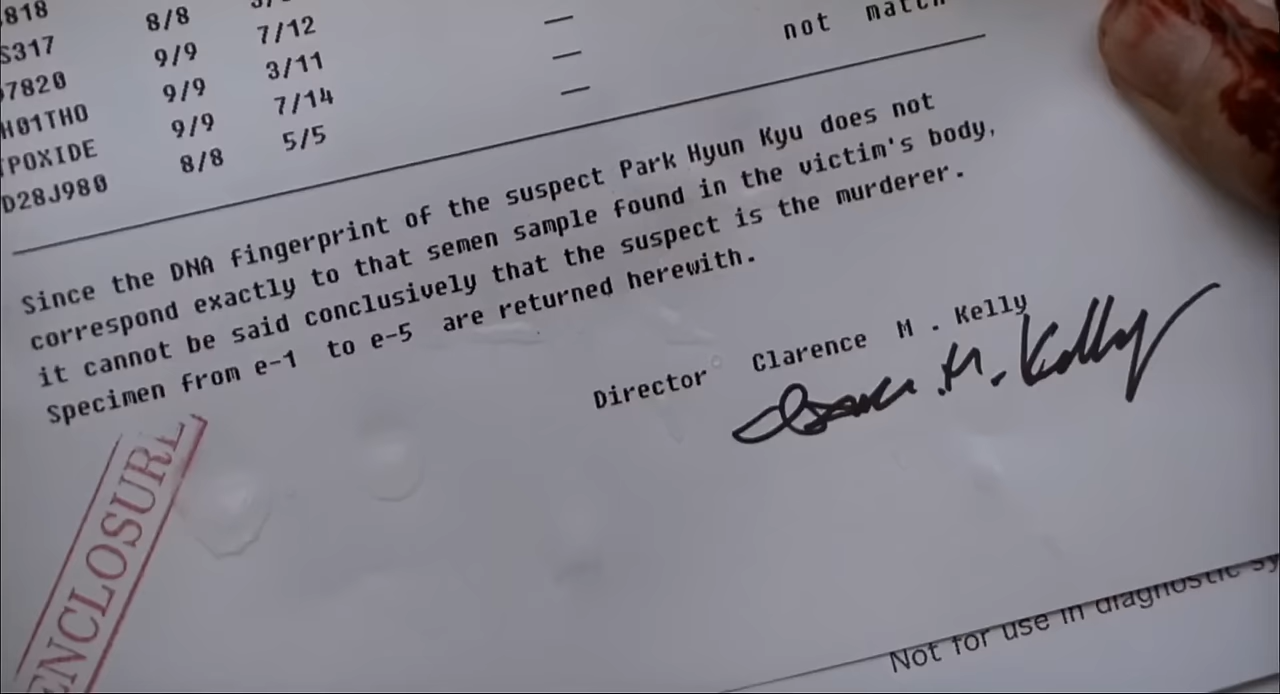 818 8/8
S317 9/9 7/12 —
7820 9/9 3/11 — not match
H01THO 9/9 7/14 —
POXIDE 8/8 5/5
D28J980
Since the DNA fingerprint of the suspect Park Hyun Kyu does not
correspond exactly to that semen sample found in the victim's body,
it cannot be said conclusively that the suspect is the murderer.
Specimen from e-1 to e-5 are returned herewith.
Director Clarence M . Kelly
M. Kelly
ENCLOSURE
Not for use in diagnostic sy